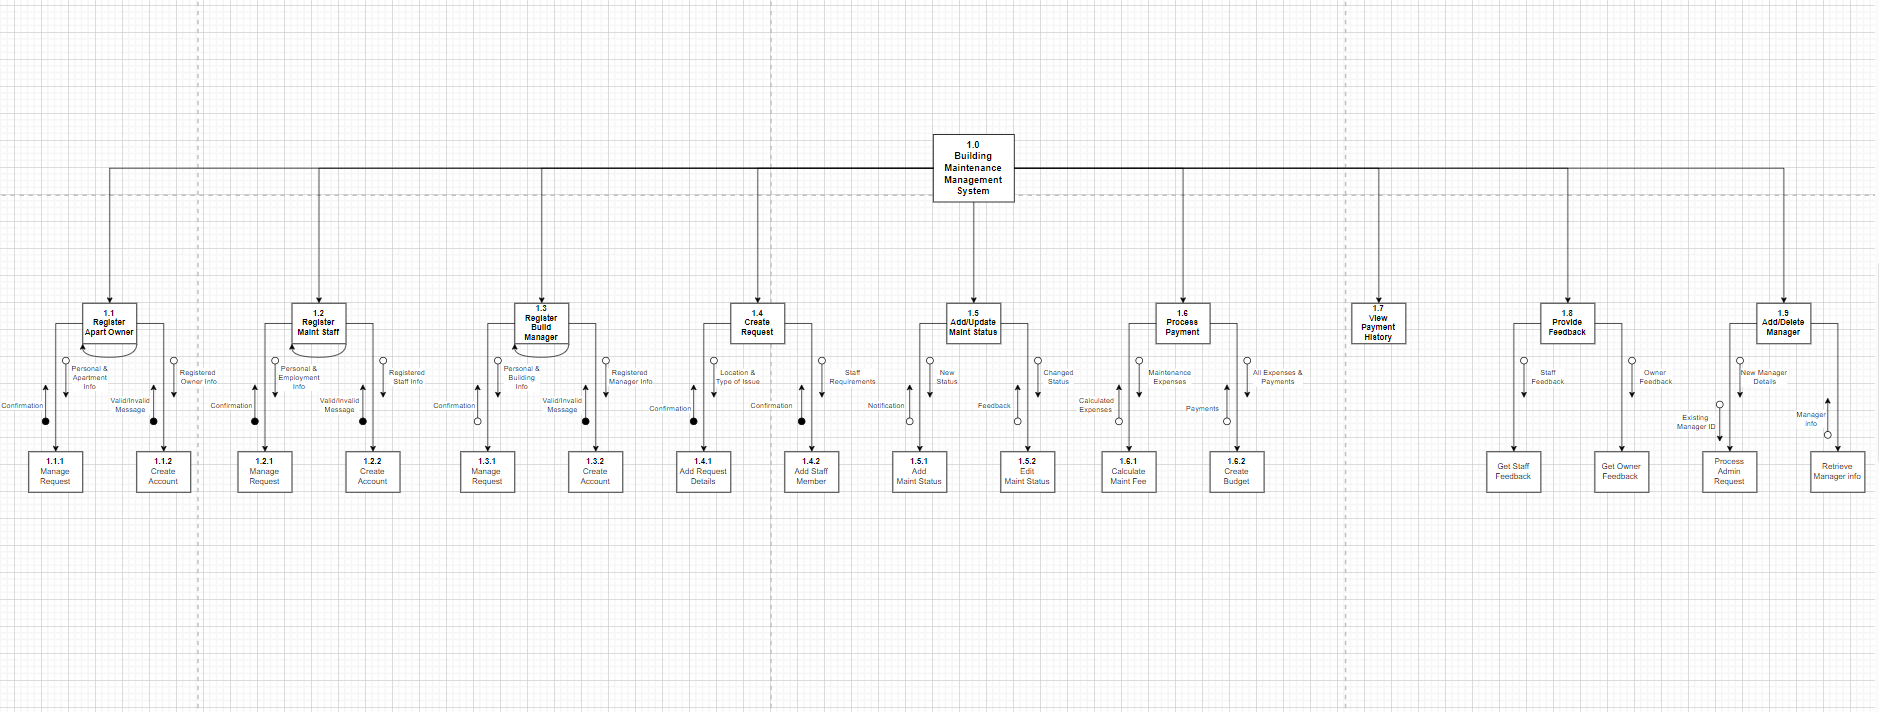 1.0
Building
Maintenance
Management
System
1.1
Register
Apart Owner
1.2
Register
Maint Staff
1.3
Register
Build
Manager
1.4
Create
Request
1.5
Add/Update
Maint Status
1.6
Process
Payment
1.7
View
Payment
History
1.8
Provide
Feedback
1.9
Add/Delete
Manager
Personal &
Apartment
Info
Confirmation
Registered
Owner Info
Valid/Invalid
Message
Personal &
Employment
Info
Confirmation
Registered
Staff Info
Valid/Invalid
Message
Personal &
Building
Info
Confirmation
Registered
Manager Info
Valid/Invalid
Message
Location &
Type of Issue
Confirmation
Staff
Requirements
Confirmation
New
Status
Notification
Changed
Status
Feedback
Maintenance
Expenses
Calculated
Expenses
All Expenses &
Payments
Payments
Staff
Feedback
Owner
Feedback
New Manager
Details
Existing
Manager ID
Manager
info
1.1.1
Manage
Request
1.1.2
Create
Account
1.2.1
Manage
Request
1.2.2
Create
Account
1.3.1
Manage
Request
1.3.2
Create
Account
1.4.1
Add Request
Details
1.4.2
Add Staff
Member
1.5.1
Add
Maint Status
1.5.2
Edit
Maint Status
1.6.1
Calculate
Maint Fee
1.6.2
Create
Budget
Get Staff
Feedback
Get Owner
Feedback
Process
Admin
Request
Retrieve
Manager info